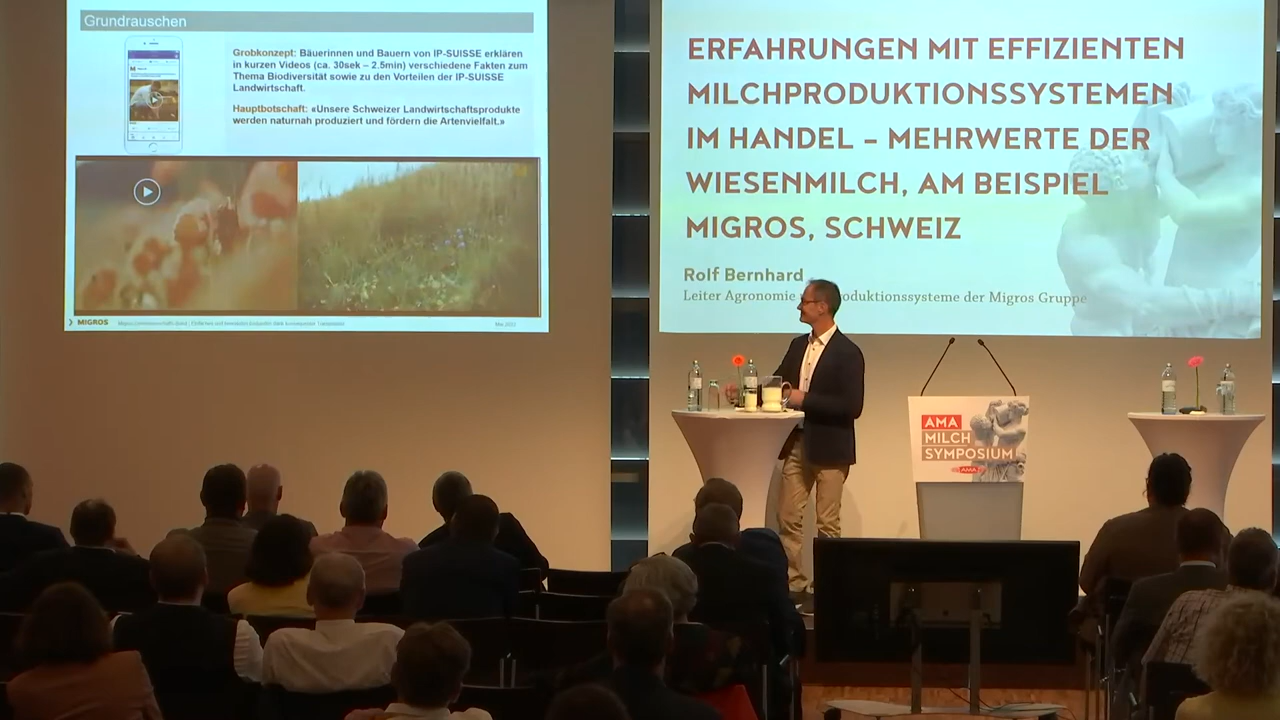 Grundrauschen
Grobkonzept: Bäuerinnen und Bauern von IP-SUISSE erklären
in kurzen Videos (ca. 30sek – 2.5min) verschiedene Fakten zum
Thema Biodiversität sowie zu den Vorteilen der IP-SUISSE
Landwirtschaft.
Hauptbotschaft: «Unsere Schweizer Landwirtschaftsprodukte
werden naturnah produziert und fördern die Artenvielfalt.»
MIGROS
ERFAHRUNGEN MIT EFFIZIENTEN
MILCHPRODUKTIONSSYSTEMEN
IM HANDEL – MEHRWERTE DER
WIESENMILCH, AM BEISPIEL
MIGROS, SCHWEIZ
Rolf Bernhard
Leiter Agronomie oduktionssysteme der Migros Gruppe
AMA
MILCH
SYMPOSIUM
AMA